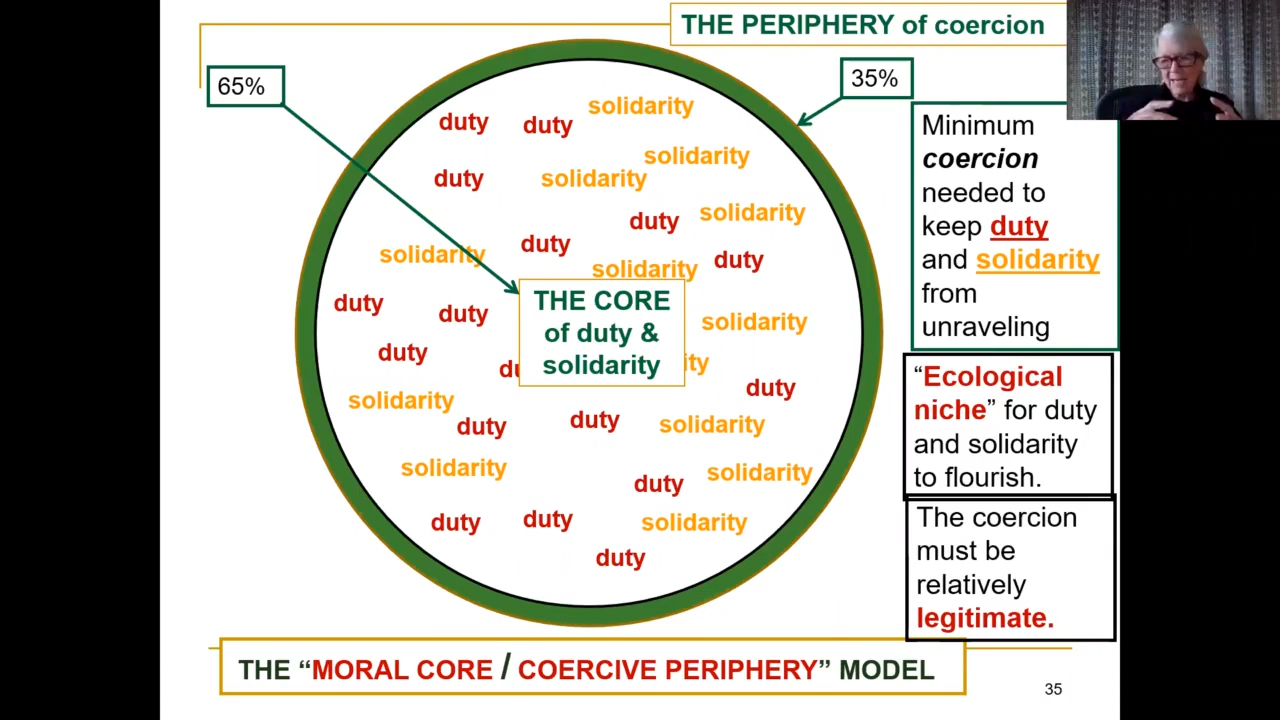 THE PERIPHERY of coercion
65%
35%
duty duty solidarity
solidarity
duty solidarity
duty solidarity
duty
solidarity
solidarity duty
duty duty
solidarity
duty
duty
solidarity
duty
duty solidarity
solidarity
duty solidarity
duty
duty duty solidarity
duty
THE CORE
of duty &
solidarity
Minimum
coercion
needed to
keep duty
and solidarity
from
unraveling
“Ecological
niche” for duty
and solidarity
to flourish.
The coercion
must be
relatively
legitimate.
THE “MORAL CORE / COERCIVE PERIPHERY” MODEL
35